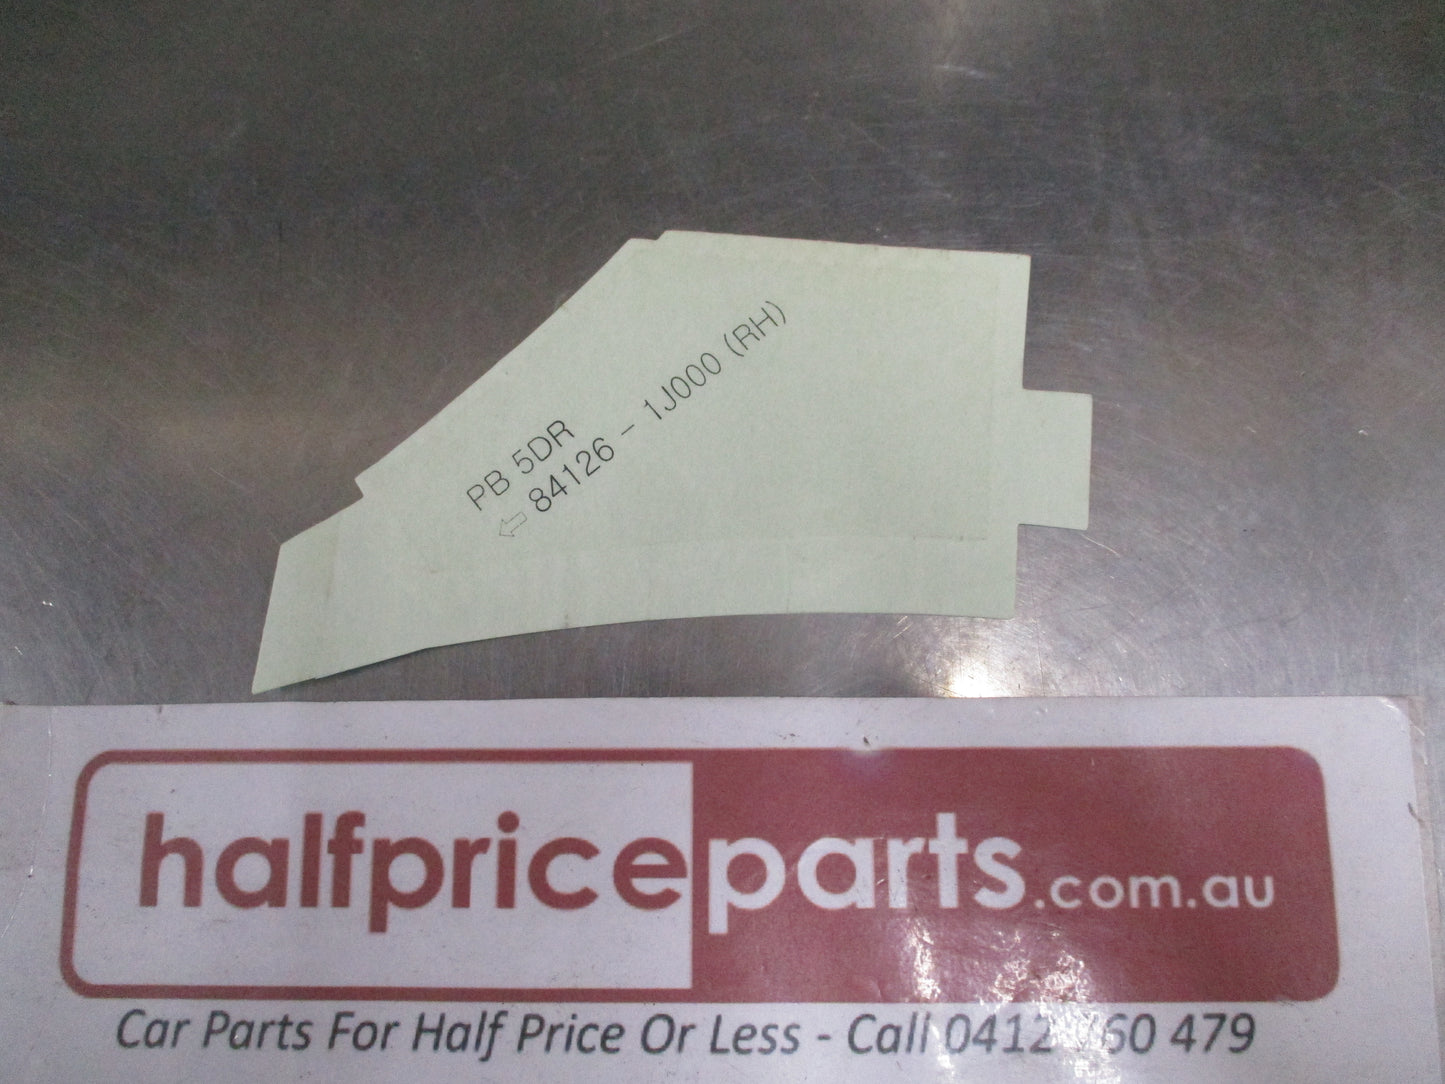 PB 5DR
⇦ 84126 - 1J000 (RH)
halfpriceparts.com.au
Car Parts For Half Price Or Less - Call 0412 60 479